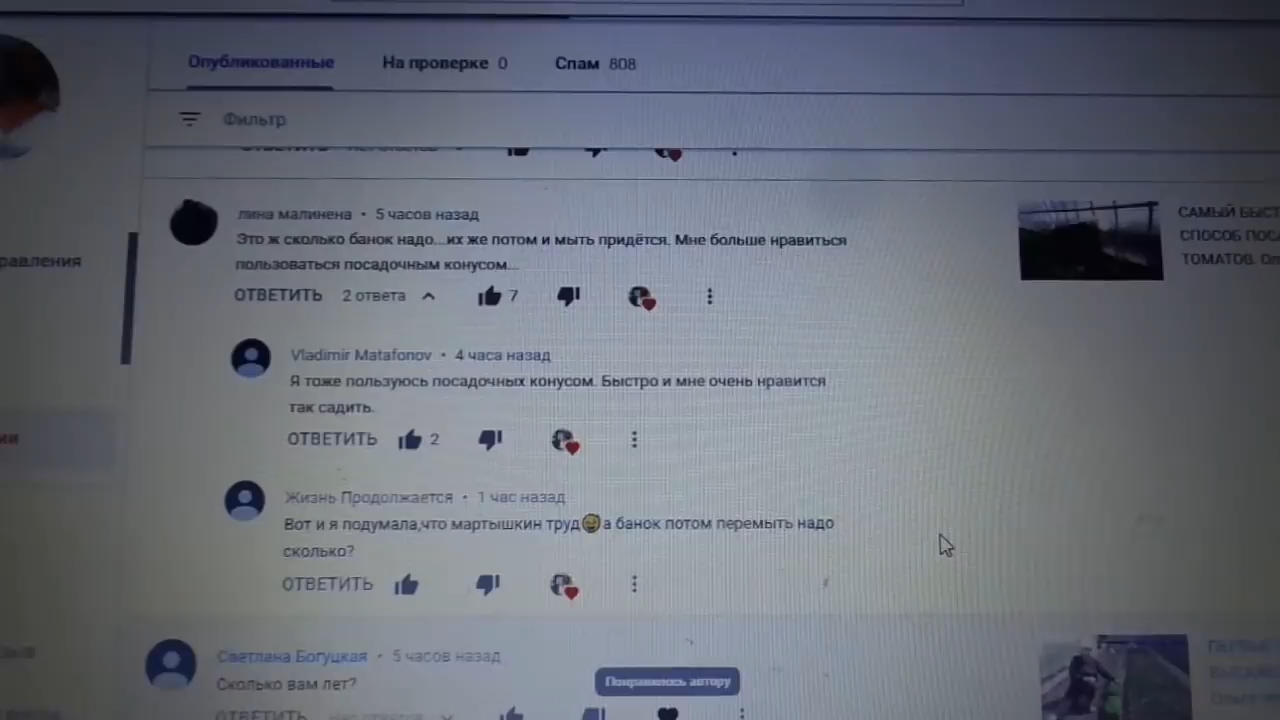 Опубликованные На проверке 0 Спам 808
Фильтр
лина малинена • 5 часов назад
Это ж сколько банок надо...их же потом и мыть придётся. Мне больше нравиться
пользоваться посадочным конусом...
ОТВЕТИТЬ 2 ответа 7
САМЫЙ БЫСТ
СПОСОБ ПОСА
ТОМАТОВ. Ол
равления
Vladimir Matafonov • 4 часа назад
Я тоже пользуюсь посадочных конусом. Быстро и мне очень нравится
так садить.
ОТВЕТИТЬ 2
ии
Жизнь Продолжается • 1 час назад
Вот и я подумала,что мартышкин труд😅а банок потом перемыть надо
сколько?
ОТВЕТИТЬ
Светлана Богуцкая • 5 часов назад
Сколько вам лет?
Понравилось автору
ОТВЕТИТЬ